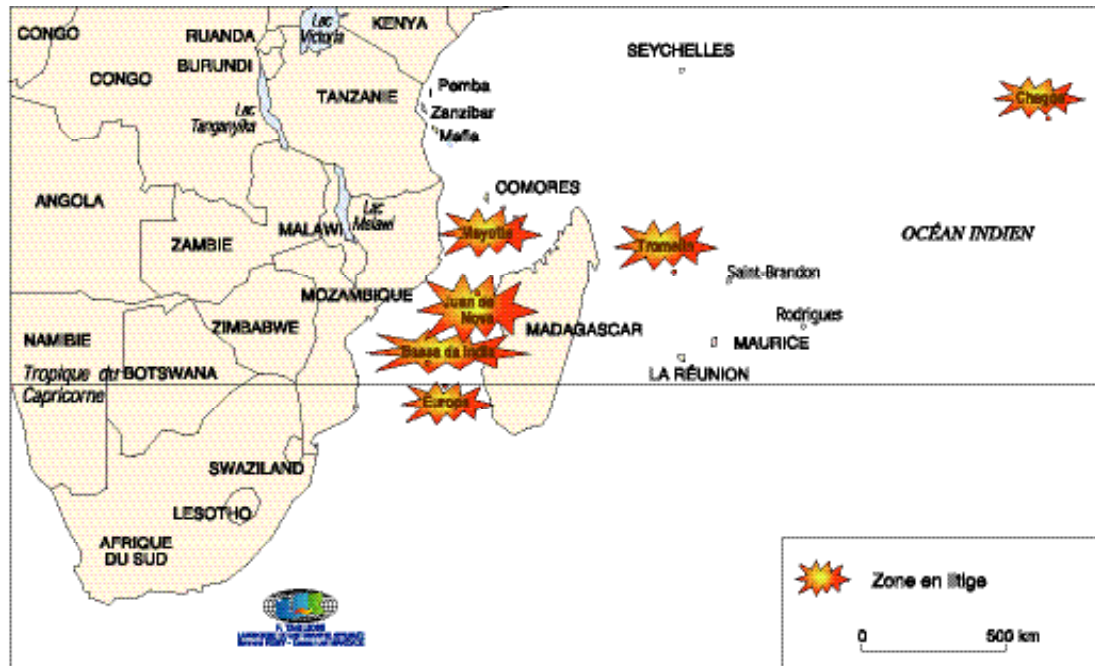 CONGO
RUANDA
Lac
Victoria
KENYA
BURUNDI
CONGO
TANZANIE
Lac
Tanganyika
Pemba
Zanzibar
Mafia
SEYCHELLES
Chagos
ANGOLA
ZAMBIE
MALAWI
Lac
Malawi
COMORES
Mayotte
Tromelin
OCÉAN INDIEN
Saint-Brandon
MOZAMBIQUE
Juan de
Nova
MADAGASCAR
Rodrigues
MAURICE
LA RÉUNION
NAMIBIE
ZIMBABWE
Bassa da India
Tropique du
Capricorne
BOTSWANA
Europa
SWAZILAND
LESOTHO
AFRIQUE
DU SUD
Zone en litige
0 500 km